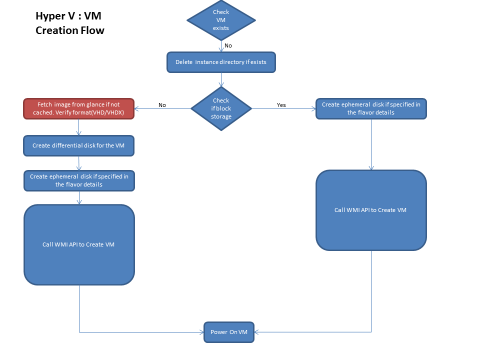 Hyper V : VM
Creation Flow
Check
VM
exists
No
Delete instance directory if exists
Check
if block
storage
No
Yes
Fetch image from glance if not
cached. Verify format(VHD/VHDX)
Create ephemeral disk if specified in
the flavor details
Create differential disk for the VM
Create ephemeral disk if specified in
the flavor details
Call WMI API to Create VM
Call WMI API to Create VM
Power On VM